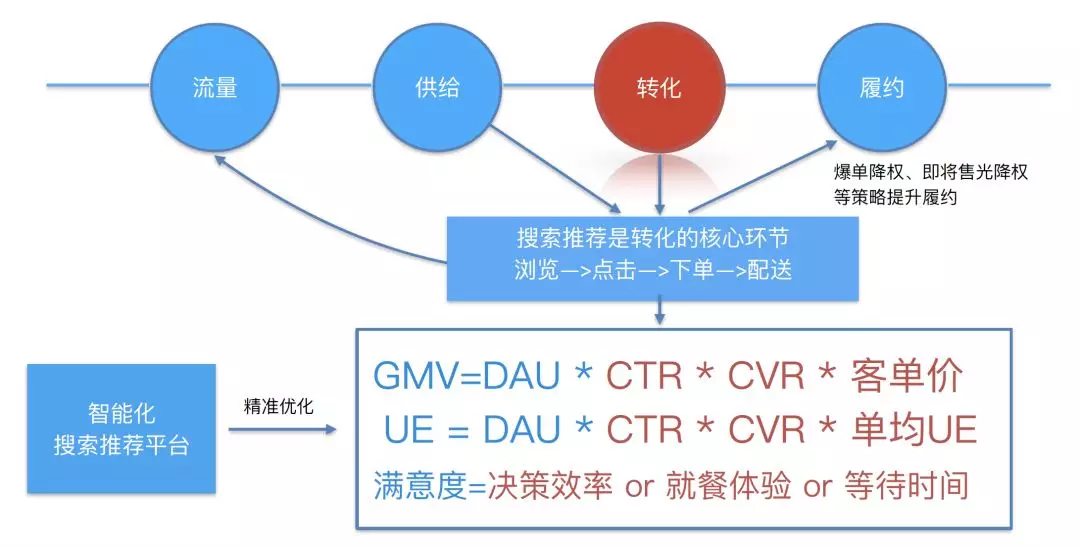 流量
供给
转化
履约
爆单降权、即将售光降权
等策略提升履约
搜索推荐是转化的核心环节
浏览—>点击—>下单—>配送
智能化
搜索推荐平台
精准优化
GMV=DAU * CTR * CVR * 客单价
UE = DAU * CTR * CVR * 单均UE
满意度=决策效率 or 就餐体验 or 等待时间